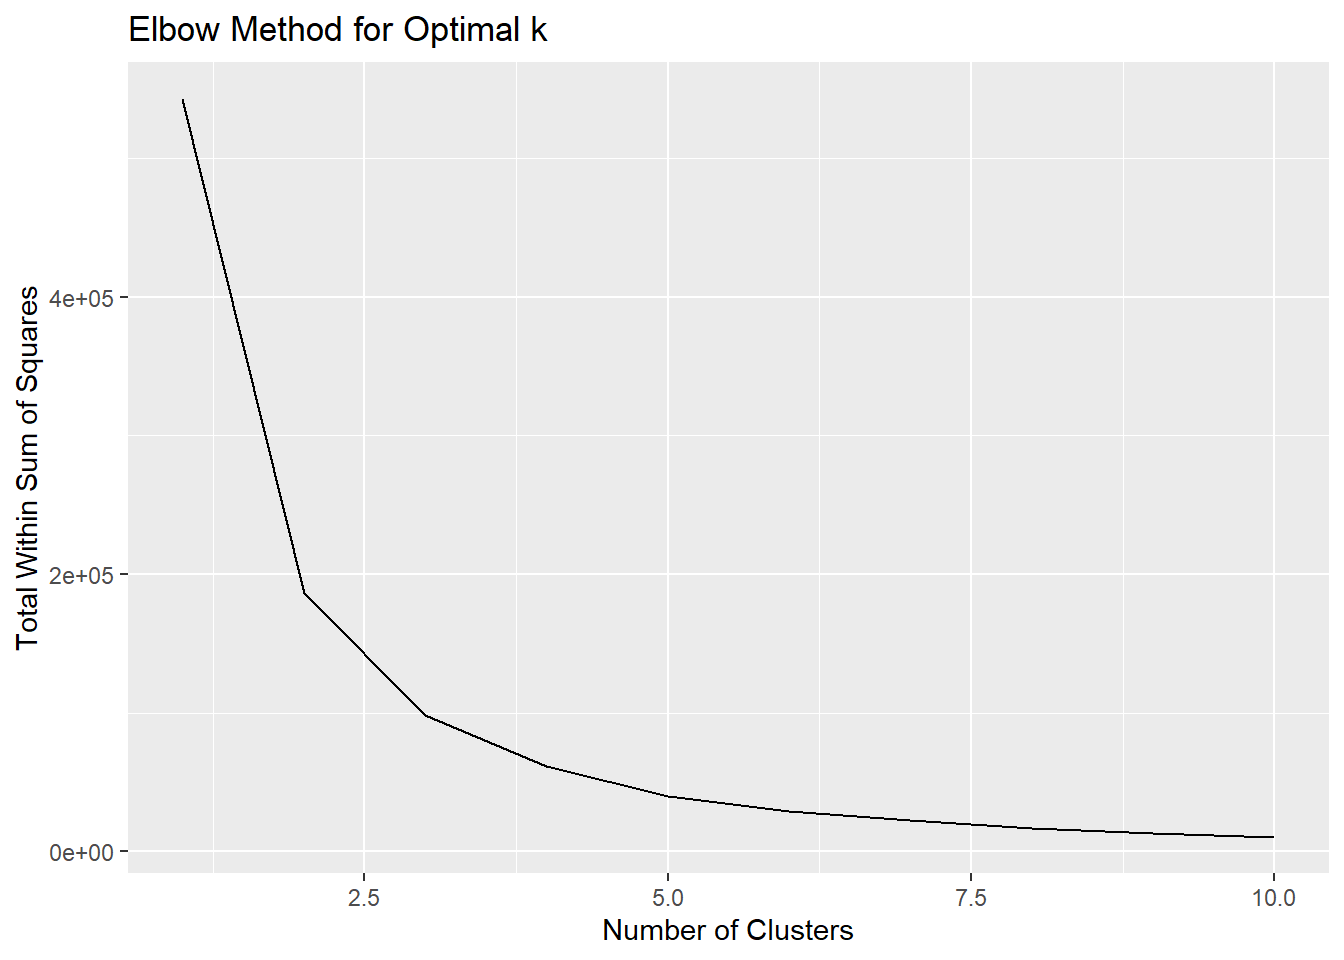 Elbow Method for Optimal k
Total Within Sum of Squares
4e+05
2e+05
0e+00
2.5
5.0
7.5
10.0
Number of Clusters